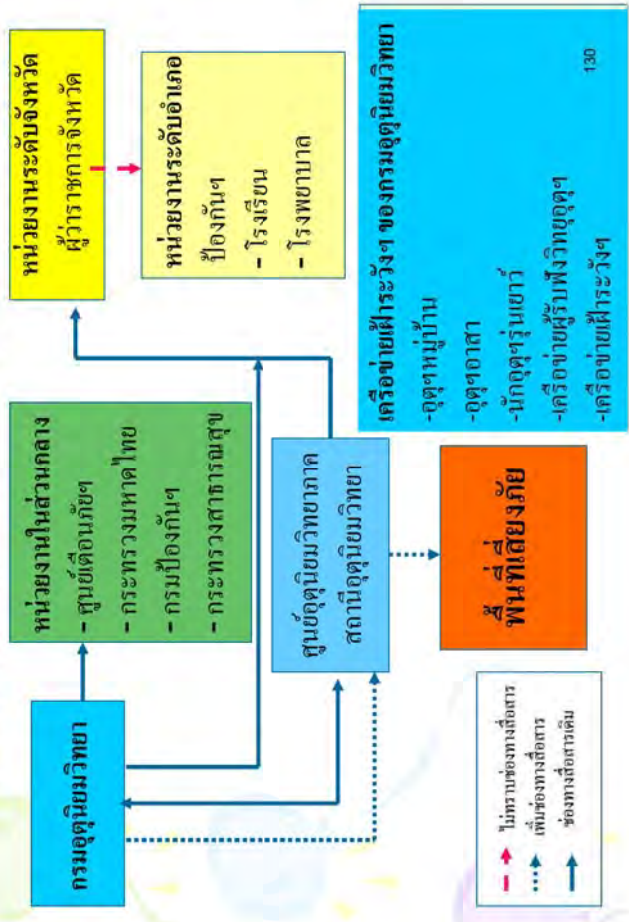 กรมอุตุนิยมวิทยา
หน่วยงานในส่วนกลาง
- ศูนย์เตือนภัยฯ
- กระทรวงมหาดไทย
- กรมป้องกันฯ
- กระทรวงสาธารณสุข
หน่วยงานระดับจังหวัด
ผู้ว่าราชการจังหวัด
หน่วยงานระดับอำเภอ
ป้องกันฯ
- โรงเรียน
- โรงพยาบาล
ศูนย์อุตุนิยมวิทยาภาค
สถานีอุตุนิยมวิทยา
พื้นที่เสี่ยงภัย
เครือข่ายเฝ้าระวังฯ ของกรมอุตุนิยมวิทยา
-อุตุฯหมู่บ้าน
-อุตุฯอาสา
-นักอุตุฯรุ่นเยาว์
-เครือข่ายผู้รับฟังวิทยุอุตุฯ
-เครือข่ายเฝ้าระวังฯ
130
ไม่ทราบช่องทางสื่อสาร
เพิ่มช่องทางสื่อสาร
ช่องทางสื่อสารเดิม